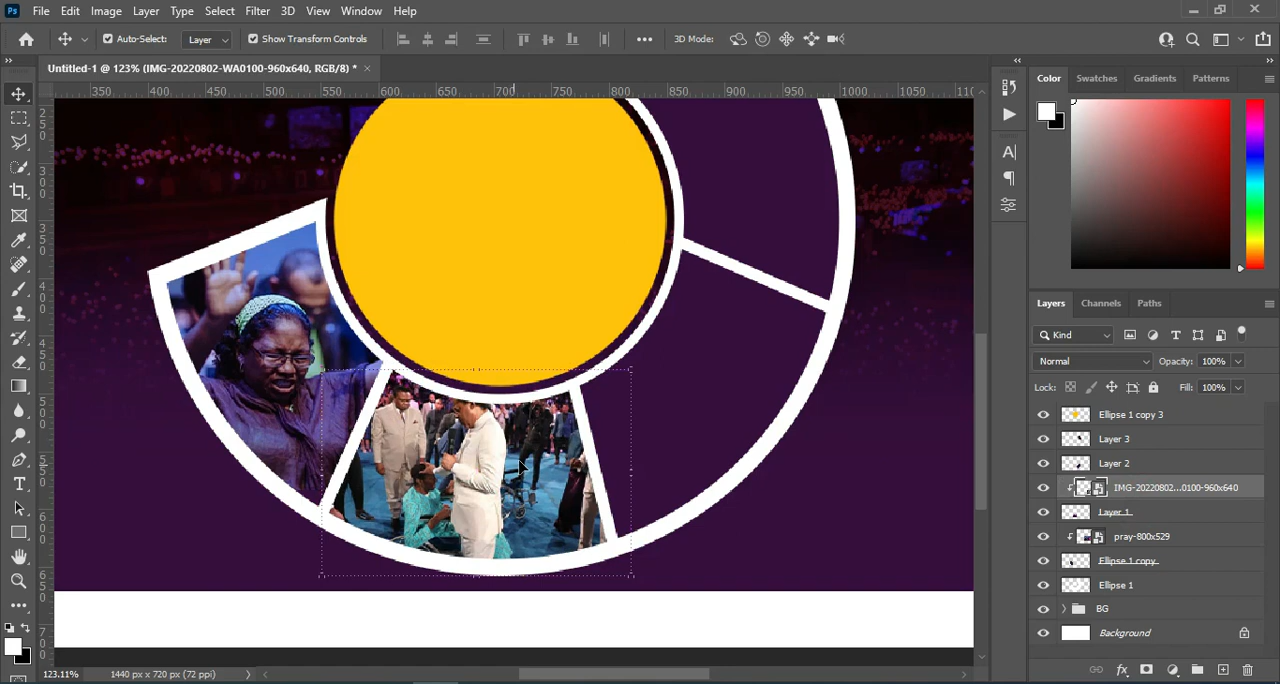 Ps File Edit Image Layer Type Select Filter 3D View Window Help
Auto-Select: Layer Show Transform Controls 3D Mode:
Untitled-1 @ 123% (IMG-20220802-WA0100-960x640, RGB/8) *
350 400 450 500 550 600 650 700 750 800 850 900 950 1000 1050
Color Swatches Gradients Patterns
Layers Channels Paths
Kind
Normal Opacity: 100%
Lock: Fill: 100%
Ellipse 1 copy 3
Layer 3
Layer 2
IMG-20220802...0100-960x640
Layer 1
pray-800x529
Ellipse 1 copy
Ellipse 1
BG
Background
123.11% 1440 px x 720 px (72 ppi)